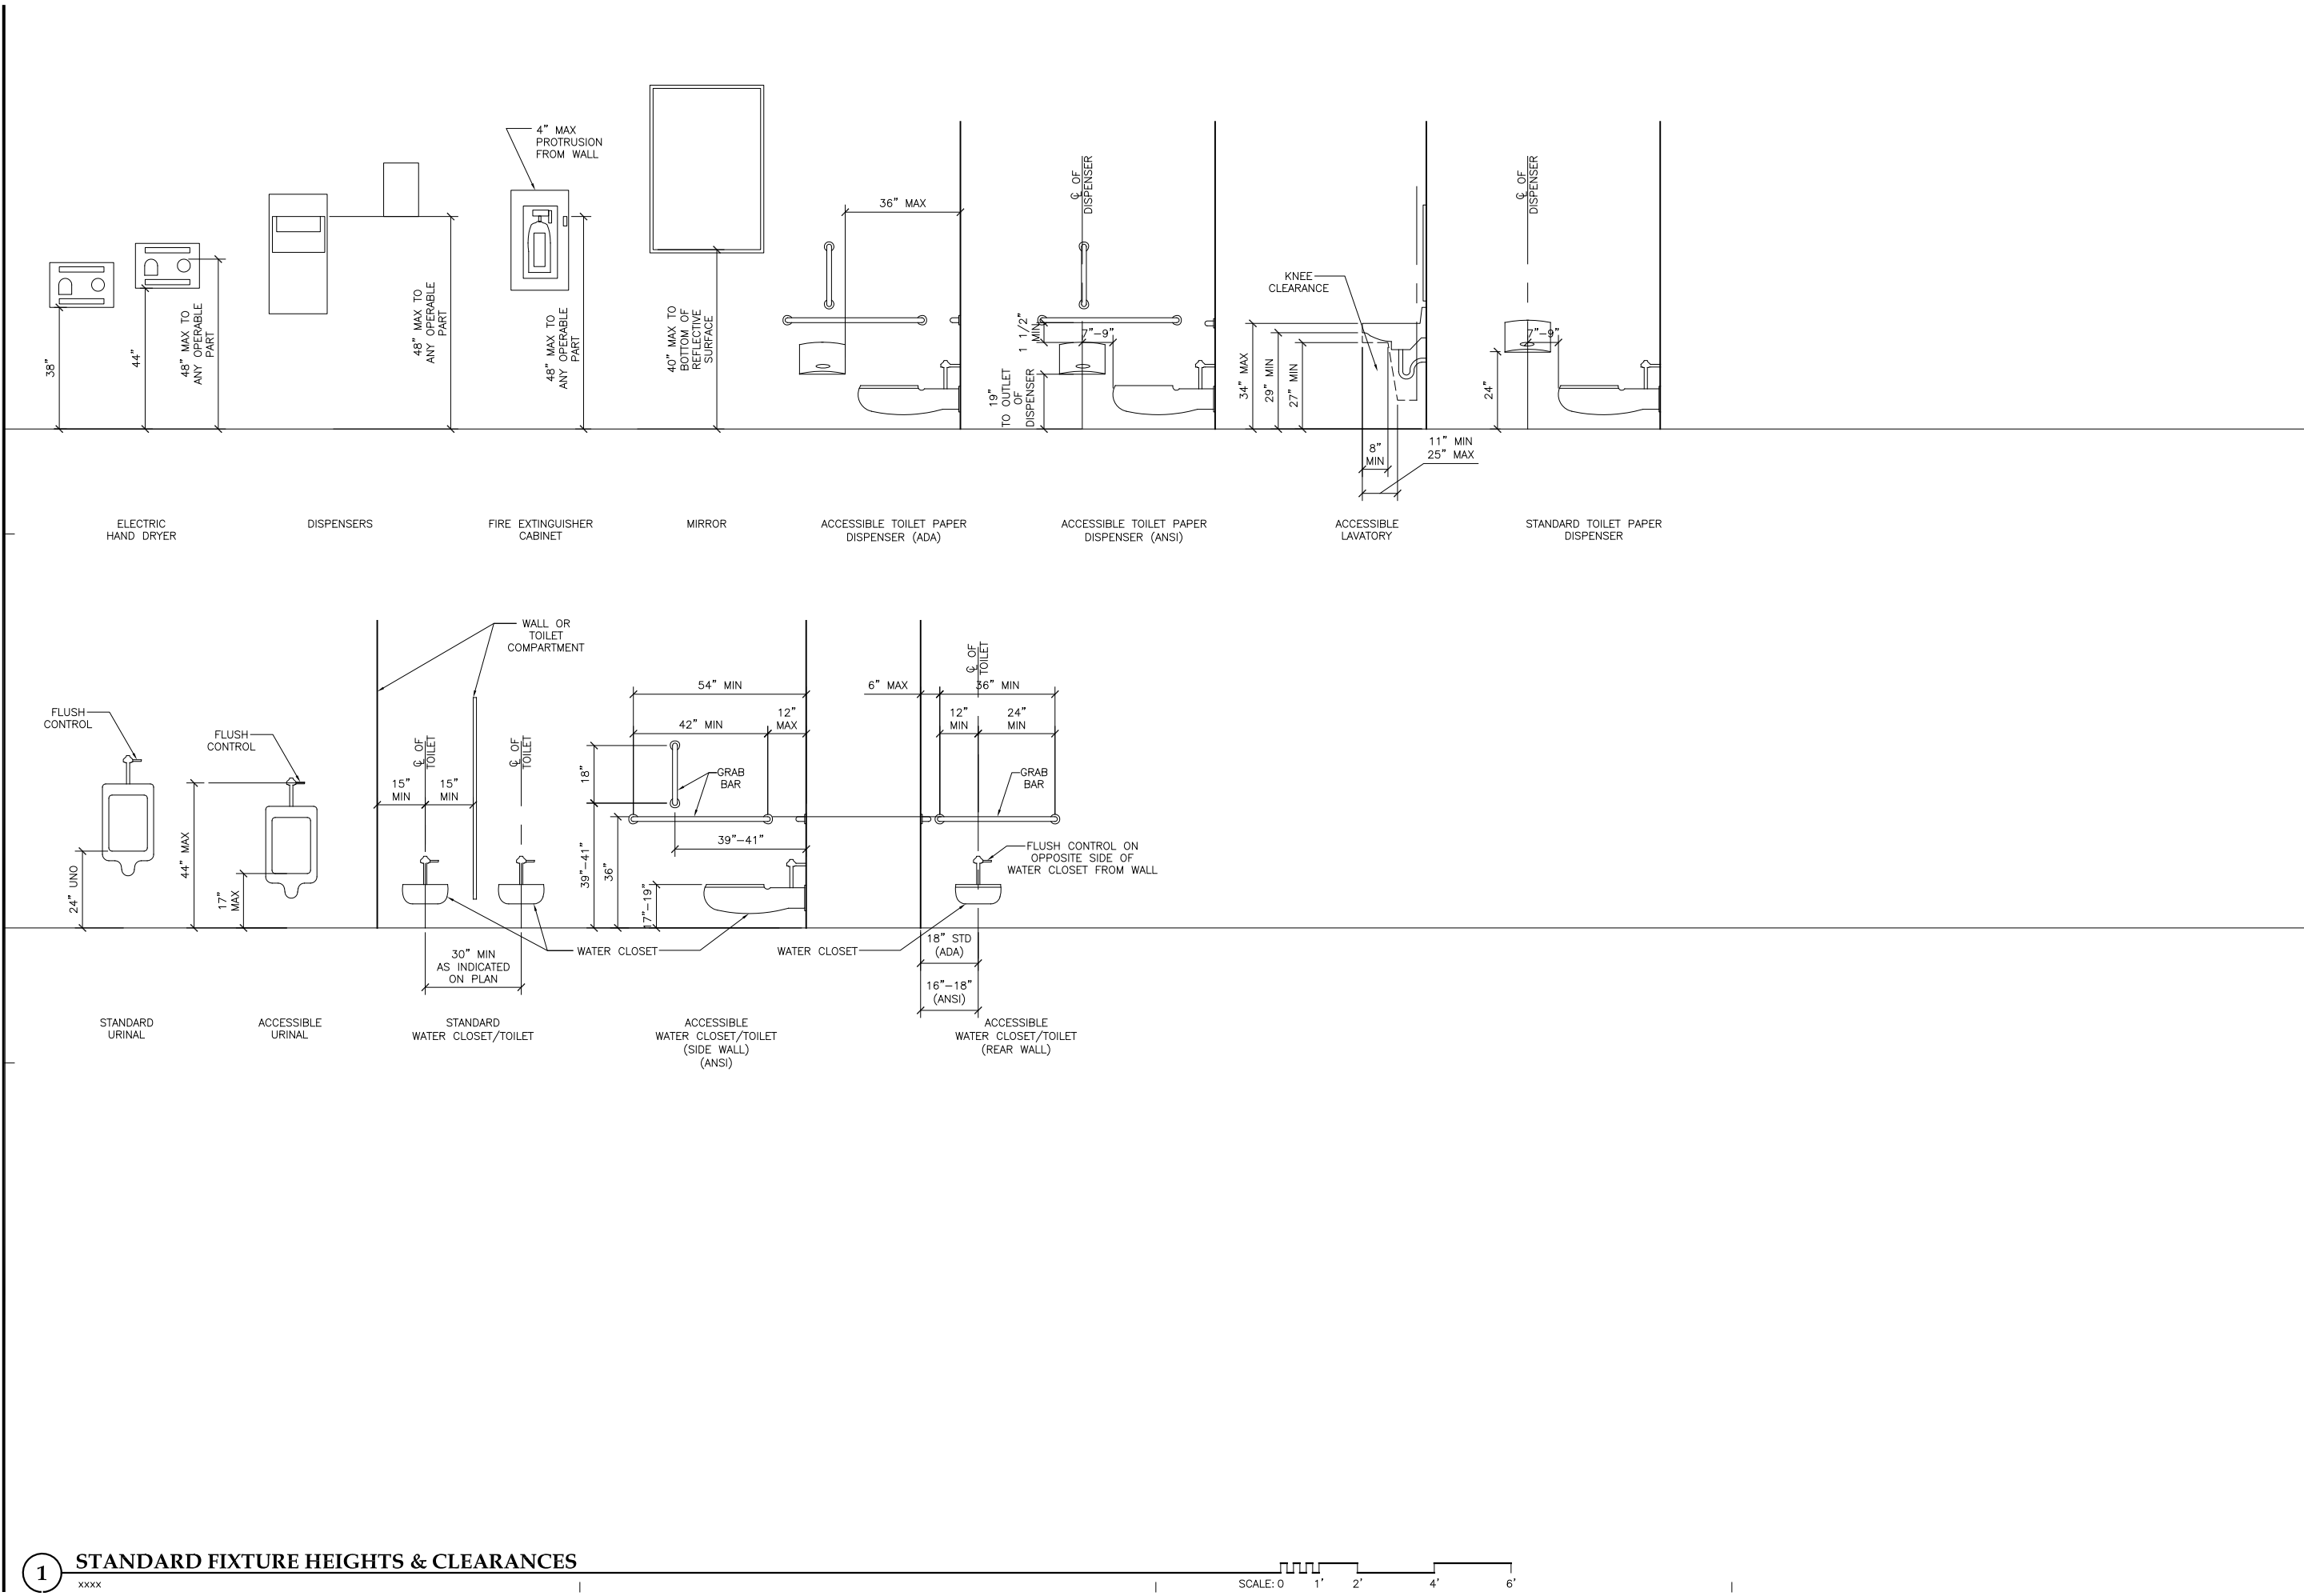 4" MAX
PROTRUSION
FROM WALL
38"
44"
48" MAX TO
ANY OPERABLE
PART
48" MAX TO
ANY OPERABLE
PART
48" MAX TO
ANY OPERABLE
PART
40" MAX TO
BOTTOM OF
REFLECTIVE
SURFACE
36" MAX
℄ OF
DISPENSER
1 1/2"
MIN
7"-9"
19"
TO OUTLET
OF
DISPENSER
KNEE
CLEARANCE
34" MAX
29" MIN
27" MIN
8"
MIN
11" MIN
25" MAX
℄ OF
DISPENSER
7"-9"
24"
ELECTRIC
HAND DRYER
DISPENSERS
FIRE EXTINGUISHER
CABINET
MIRROR
ACCESSIBLE TOILET PAPER
DISPENSER (ADA)
ACCESSIBLE TOILET PAPER
DISPENSER (ANSI)
ACCESSIBLE
LAVATORY
STANDARD TOILET PAPER
DISPENSER
FLUSH
CONTROL
24" UNO
FLUSH
CONTROL
44" MAX
17"
MAX
WALL OR
TOILET
COMPARTMENT
℄ OF
TOILET
℄ OF
TOILET
15"
MIN
15"
MIN
30" MIN
AS INDICATED
ON PLAN
WATER CLOSET
54" MIN
42" MIN
12"
MAX
18"
GRAB
BAR
39"-41"
39"-41"
36"
17"-19"
6" MAX
℄ OF
TOILET
36" MIN
12"
MIN
24"
MIN
GRAB
BAR
FLUSH CONTROL ON
OPPOSITE SIDE OF
WATER CLOSET FROM WALL
WATER CLOSET
18" STD
(ADA)
16"-18"
(ANSI)
STANDARD
URINAL
ACCESSIBLE
URINAL
STANDARD
WATER CLOSET/TOILET
ACCESSIBLE
WATER CLOSET/TOILET
(SIDE WALL)
(ANSI)
ACCESSIBLE
WATER CLOSET/TOILET
(REAR WALL)
1
STANDARD FIXTURE HEIGHTS & CLEARANCES
xxxx
SCALE: 0 1' 2' 4' 6'